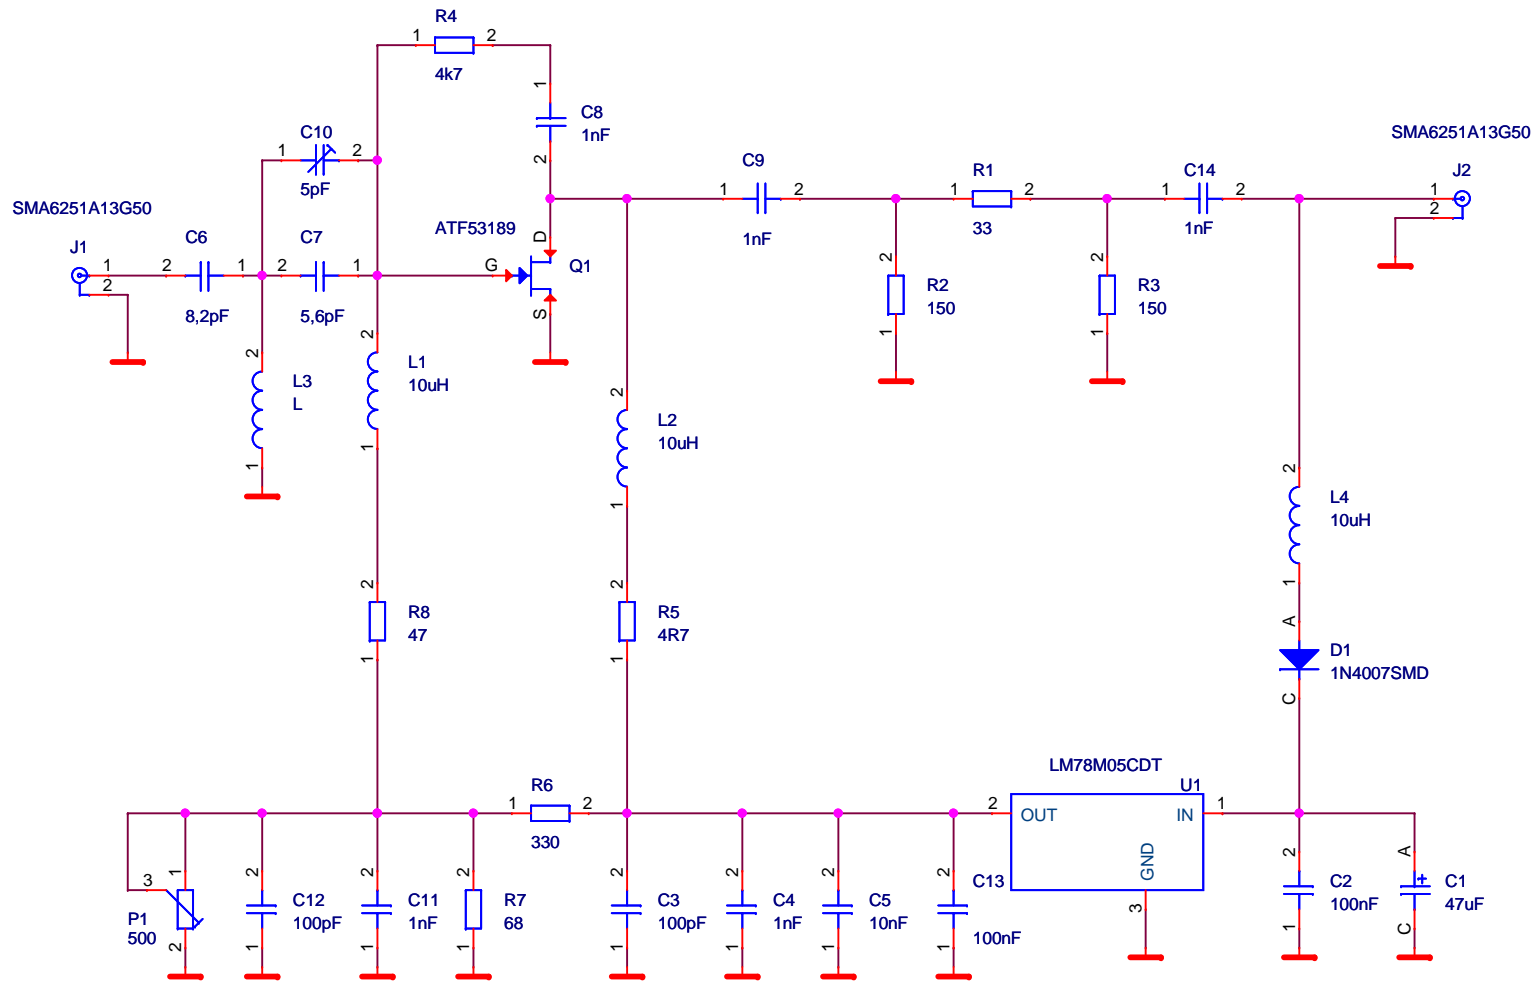 R4
1 2
4k7
1
C8
1nF
2
C10
1 2
5pF
SMA6251A13G50
J1
1
2
C6
2 1
8,2pF
C7
2 1
5,6pF
ATF53189
G
D
S
Q1
C9
1 2
1nF
R1
1 2
33
C14
1 2
1nF
SMA6251A13G50
J2
1
2
2
R2
150
1
2
R3
150
1
2
L3
L
1
2
L1
10uH
1
2
L2
10uH
1
2
L4
10uH
1
2
R8
47
1
2
R5
4R7
1
A
D1
1N4007SMD
C
LM78M05CDT
U1
2
OUT
IN
1
GND
3
R6
1 2
330
3
1
P1
500
2
2
C12
100pF
1
2
C11
1nF
1
2
R7
68
1
2
C3
100pF
1
2
C4
1nF
1
2
C5
10nF
1
2
C13
100nF
1
2
C2
100nF
1
A
+
C1
47uF
C